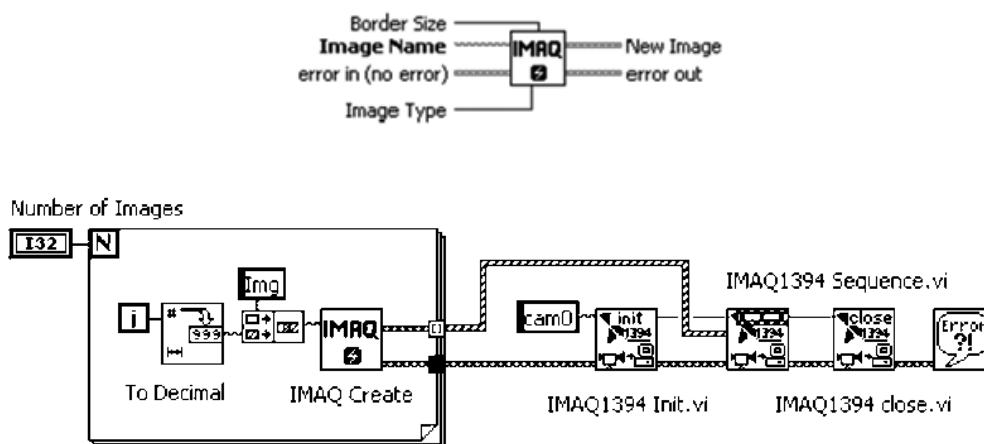 Border Size
Image Name
error in (no error)
Image Type
IMAQ
New Image
error out
Number of Images
I32
N
i
#
999
To Decimal
Img
IMAQ
IMAQ Create
[]
cam0
init
1394
IMAQ1394 Init.vi
IMAQ1394 Sequence.vi
1394
close
1394
IMAQ1394 close.vi
Error
?!